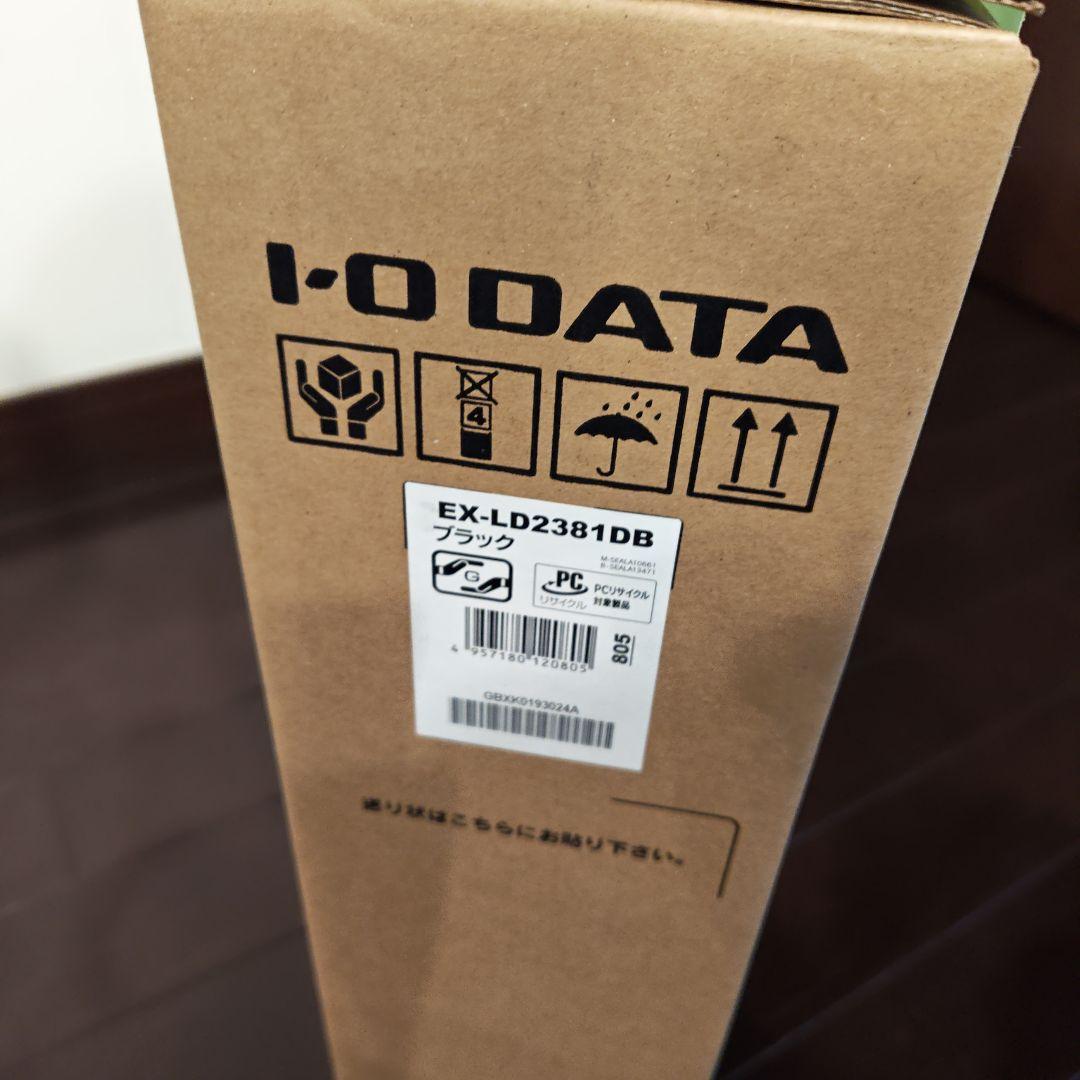 I-O DATA
4
EX-LD2381DB
ブラック
M-SEALA10661
B-SEALA13471
G
PC
リサイクル
PCリサイクル
対象製品
4 957180 120805
805
GBXK0193024A
送り状はこちらにお貼り下さい。